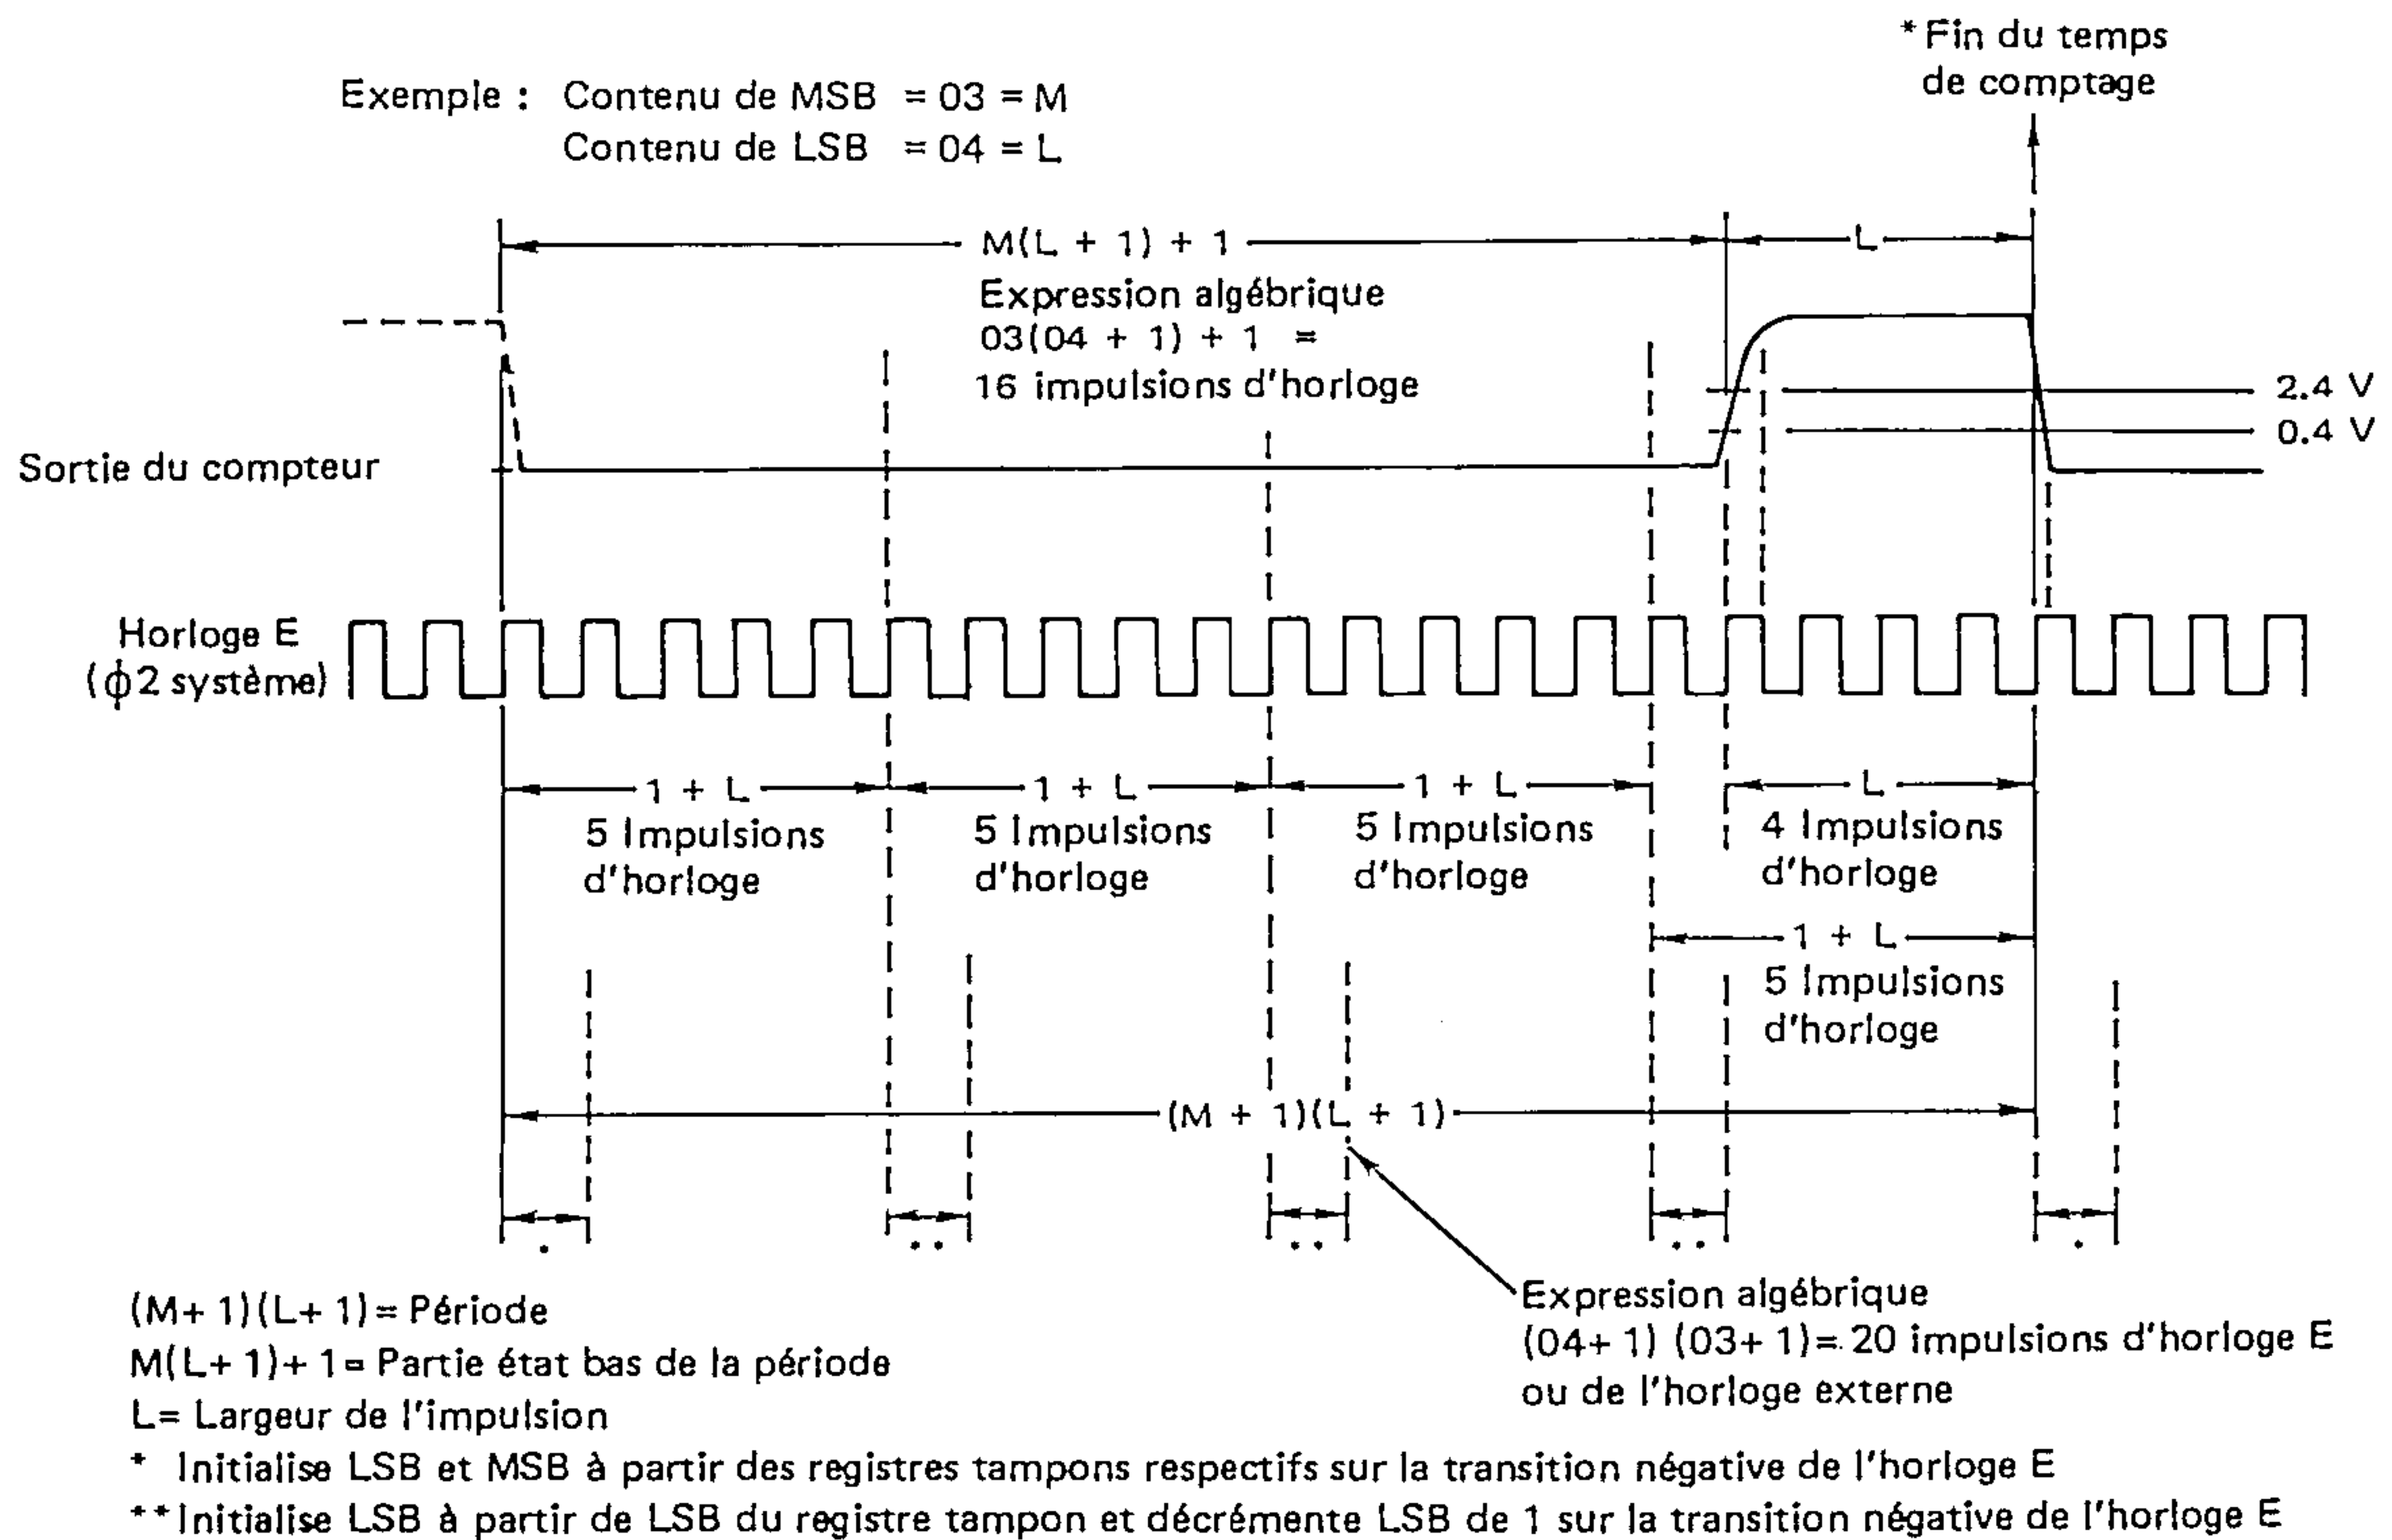 * Fin du temps
de comptage
Exemple : Contenu de MSB = 03 = M
Contenu de LSB = 04 = L
M(L + 1) + 1
L
Expression algébrique
03(04 + 1) + 1 =
16 impulsions d'horloge
2.4 V
0.4 V
Sortie du compteur
Horloge E
(ϕ2 système)
1 + L
5 Impulsions
d'horloge
1 + L
5 Impulsions
d'horloge
1 + L
5 Impulsions
d'horloge
L
4 Impulsions
d'horloge
1 + L
5 Impulsions
d'horloge
(M + 1)(L + 1)
*
**
**
**
*
Expression algébrique
(04+ 1) (03+ 1)= 20 impulsions d'horloge E
ou de l'horloge externe
(M+ 1)(L+ 1)= Période
M(L+ 1)+ 1= Partie état bas de la période
L= Largeur de l'impulsion
* Initialise LSB et MSB à partir des registres tampons respectifs sur la transition négative de l'horloge E
** Initialise LSB à partir de LSB du registre tampon et décrémente LSB de 1 sur la transition négative de l'horloge E